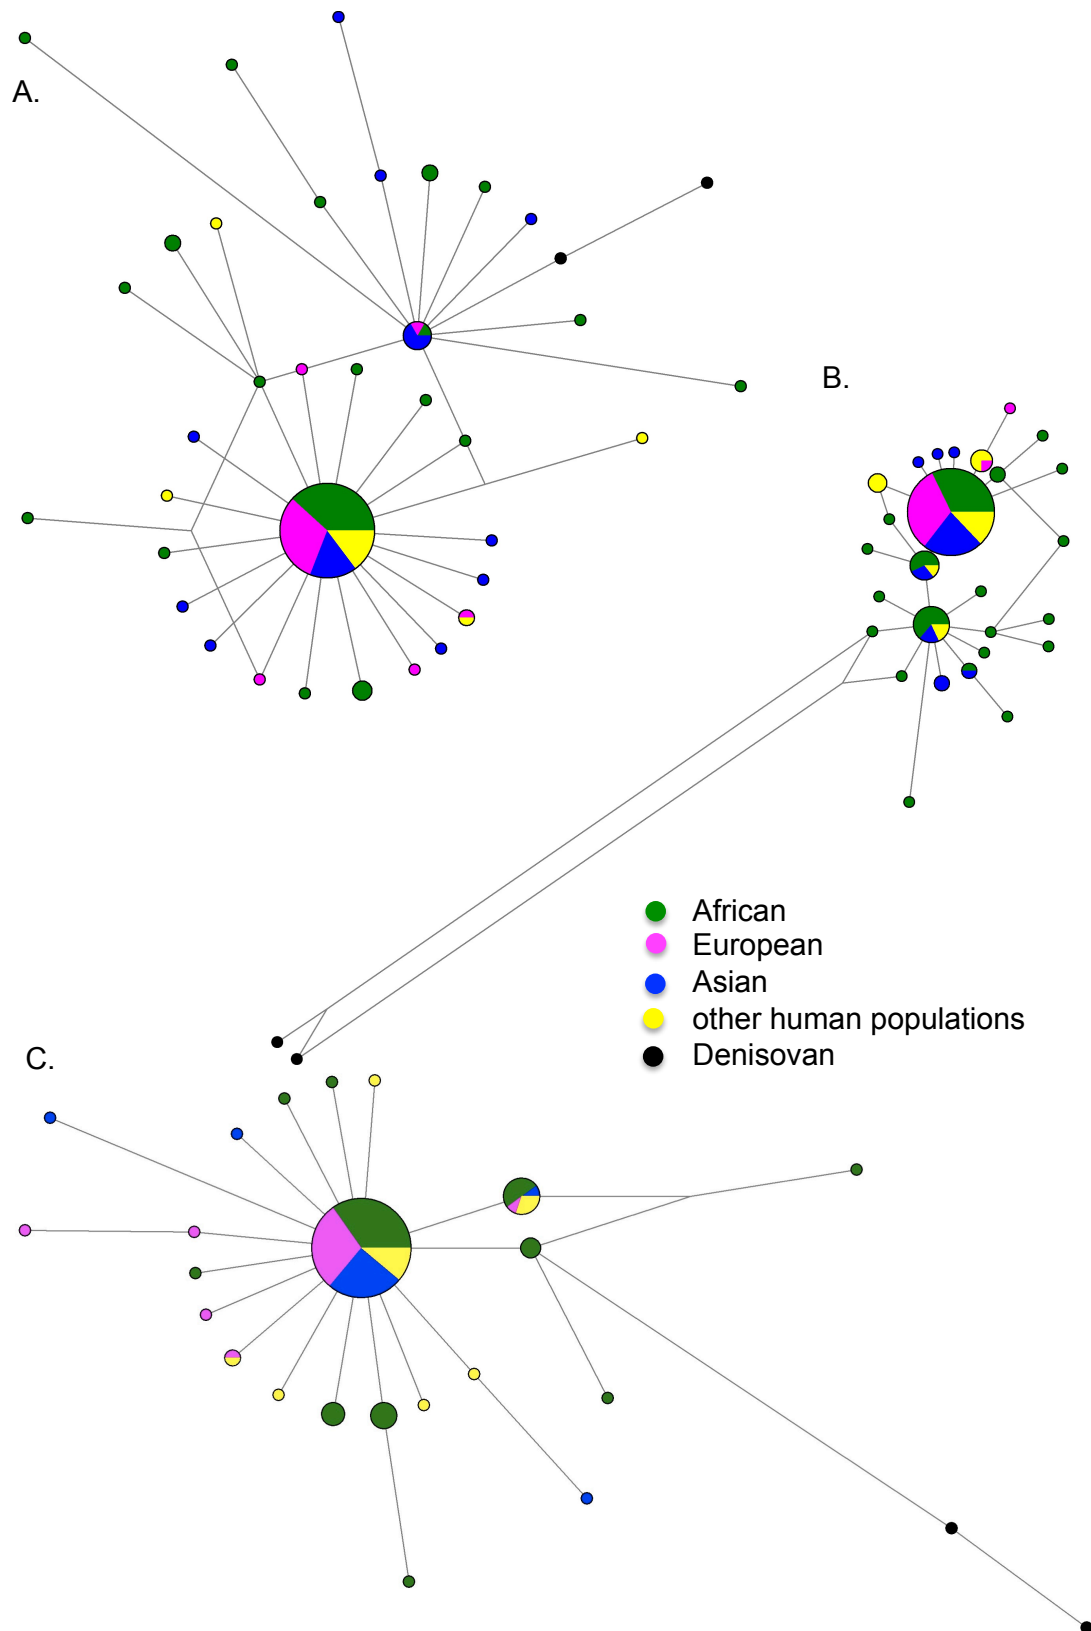 A.
B.
African
European
Asian
other human populations
Denisovan
C.